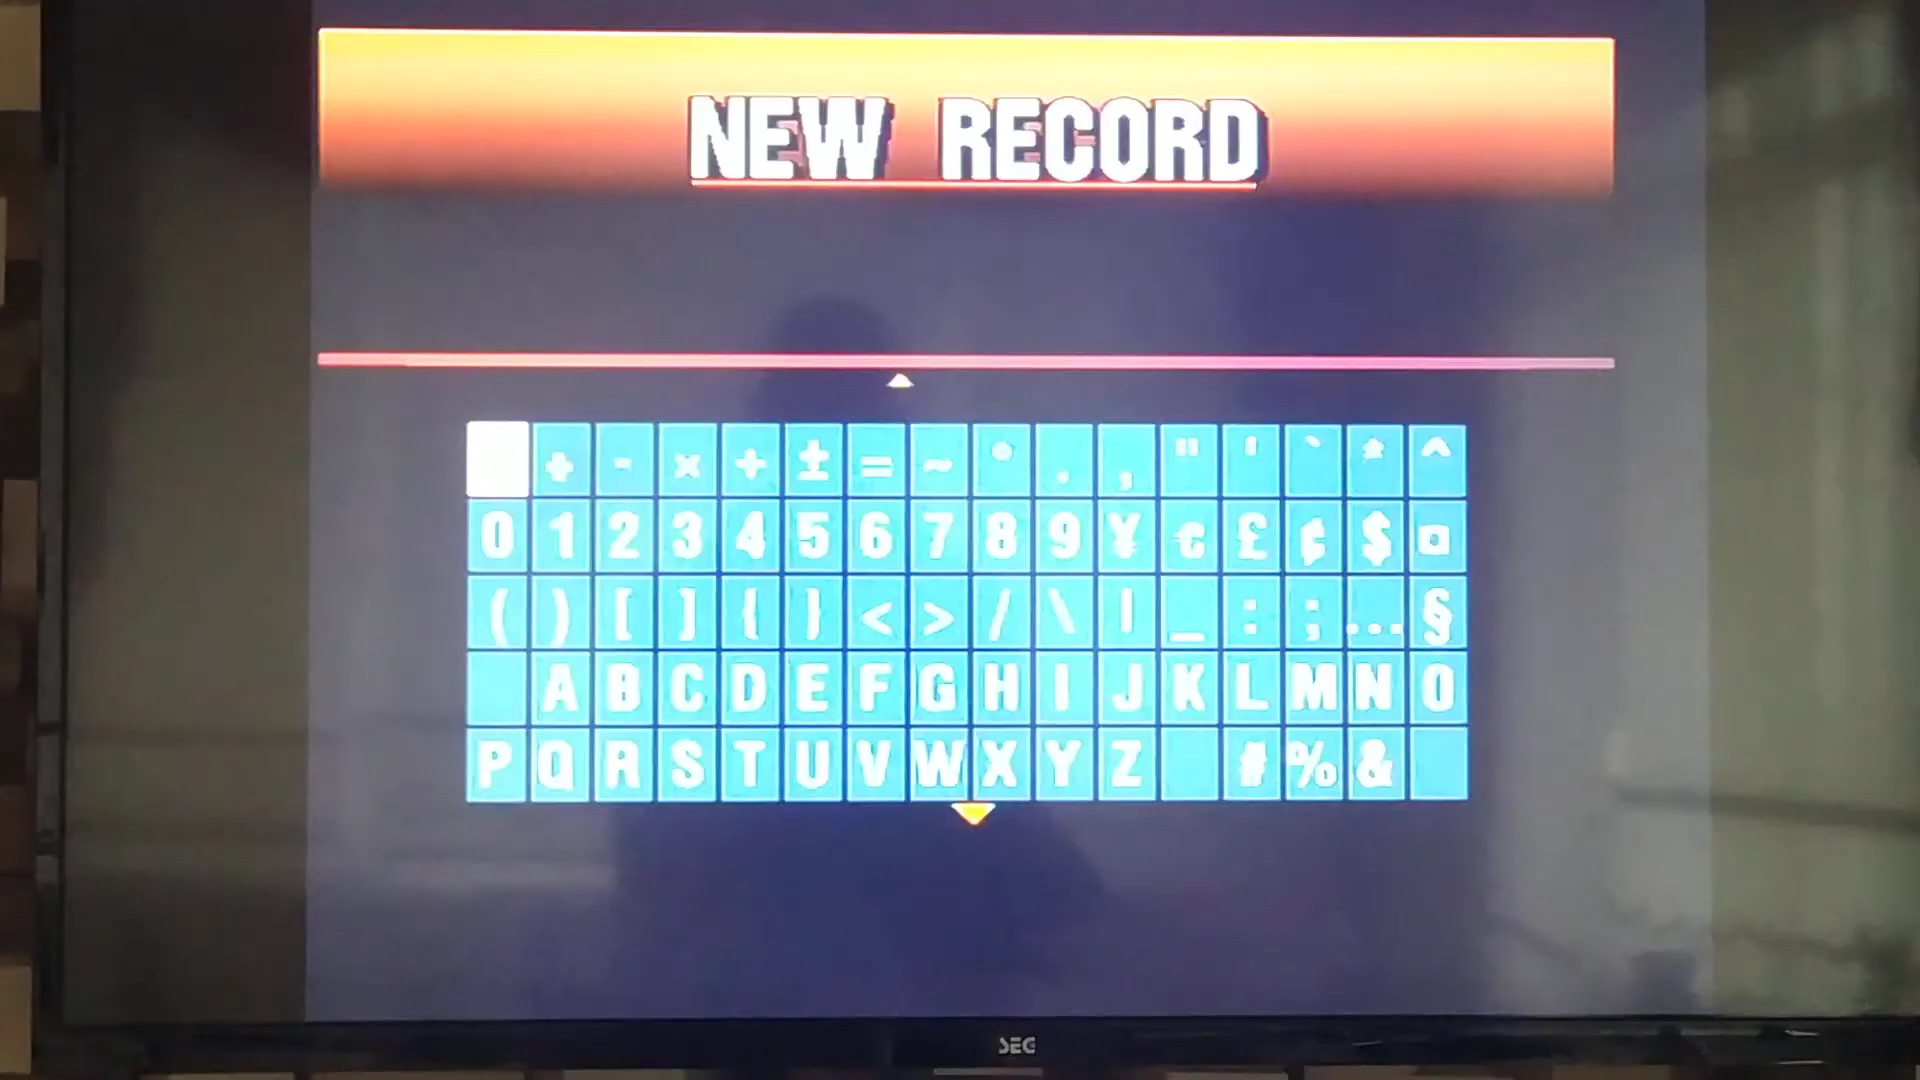 NEW RECORD
+ - × ÷ ± = ~ ° . , " ' ` * ^
0 1 2 3 4 5 6 7 8 9 ¥ € £ ¢ $ ¤
( ) [ ] { } < > / \ | _ : ; ... §
A B C D E F G H I J K L M N O
P Q R S T U V W X Y Z # % &
SEG